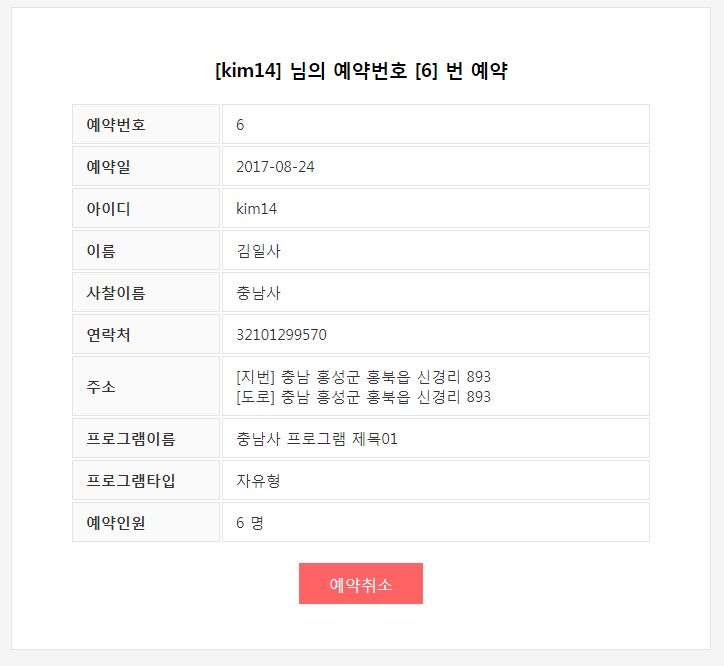 [kim14] 님의 예약번호 [6] 번 예약
예약번호 6
예약일 2017-08-24
아이디 kim14
이름 김일사
사찰이름 충남사
연락처 32101299570
주소 [지번] 충남 홍성군 홍북읍 신경리 893
[도로] 충남 홍성군 홍북읍 신경리 893
프로그램이름 충남사 프로그램 제목01
프로그램타입 자유형
예약인원 6 명
예약취소